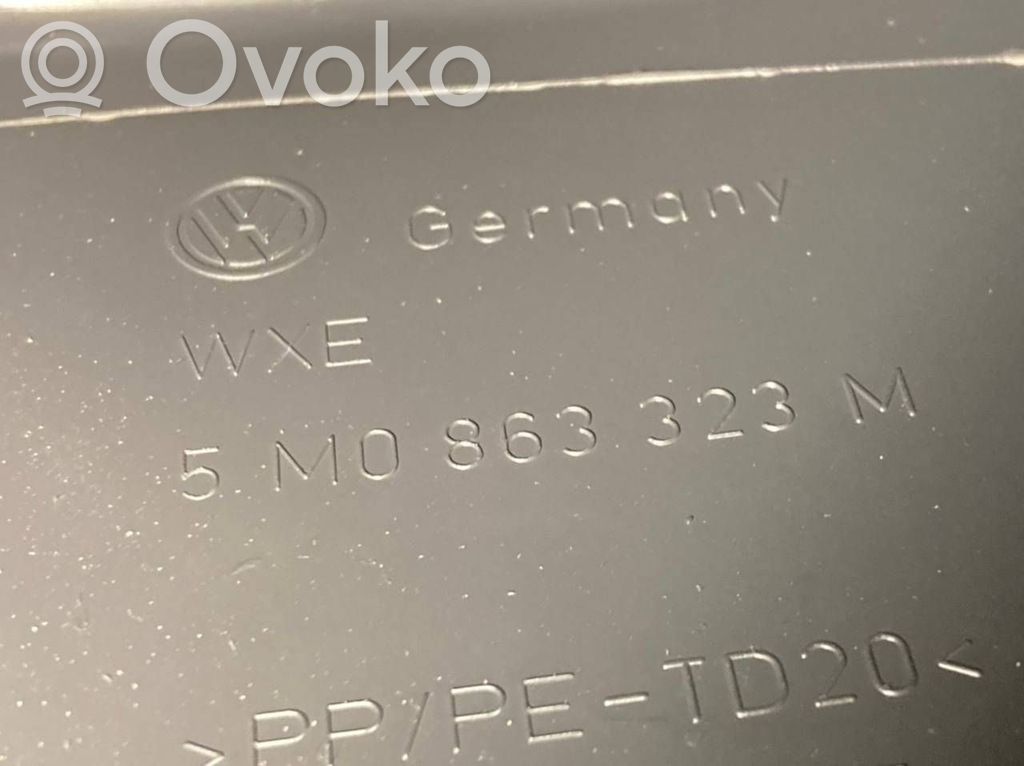 Ovoko
Germany
WXE
5 M0 863 323 M
>PP/PE-TD20<